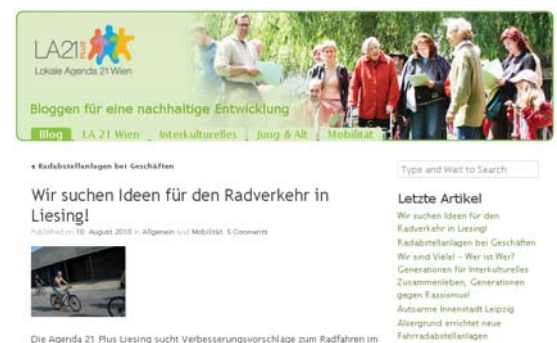 LA21 PLUS
Lokale Agenda 21 Wien
Bloggen für eine nachhaltige Entwicklung
Blog LA 21 Wien Interkulturelles Jung & Alt Mobilität
« Radabstellanlagen bei Geschäften
Type and Wait to Search
Wir suchen Ideen für den Radverkehr in
Liesing!
Published on 10. August 2010 in Allgemein und Mobilität. 5 Comments
Die Agenda 21 Plus Liesing sucht Verbesserungsvorschläge zum Radfahren im
Letzte Artikel
Wir suchen Ideen für den
Radverkehr in Liesing!
Radabstellanlagen bei Geschäften
Wir sind Viele! – Wer ist Wer?
Generationen für Interkulturelles
Zusammenleben, Generationen
gegen Rassismus!
Autoarme Innenstadt Leipzig
Alsergrund errichtet neue
Fahrradabstellanlagen